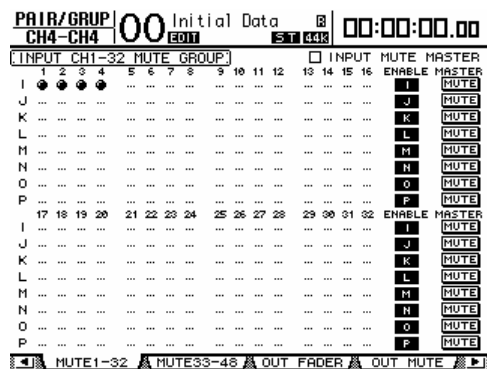 PAIR/GRUP 00 Initial Data R 00:00:00.00
CH4-CH4 EDIT ST 44k
INPUT CH1-32 MUTE GROUP INPUT MUTE MASTER
1 2 3 4 5 6 7 8 9 10 11 12 13 14 15 16 ENABLE MASTER
I I MUTE
J J MUTE
K K MUTE
L L MUTE
M M MUTE
N N MUTE
O O MUTE
P P MUTE
17 18 19 20 21 22 23 24 25 26 27 28 29 30 31 32 ENABLE MASTER
I I MUTE
J J MUTE
K K MUTE
L L MUTE
M M MUTE
N N MUTE
O O MUTE
P P MUTE
MUTE1-32 MUTE33-48 OUT FADER OUT MUTE